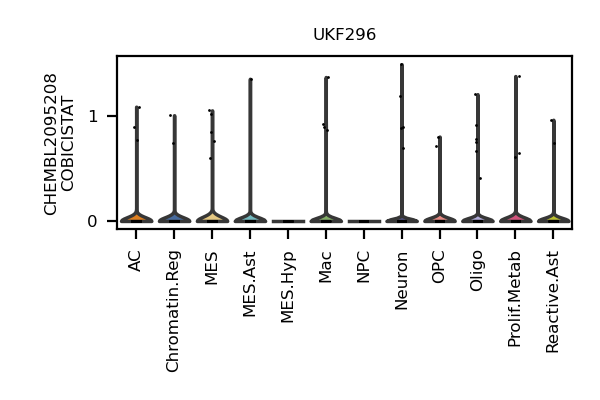 UKF296
CHEMBL2095208
COBICISTAT
1
0
AC
Chromatin.Reg
MES
MES.Ast
MES.Hyp
Mac
NPC
Neuron
OPC
Oligo
Prolif.Metab
Reactive.Ast